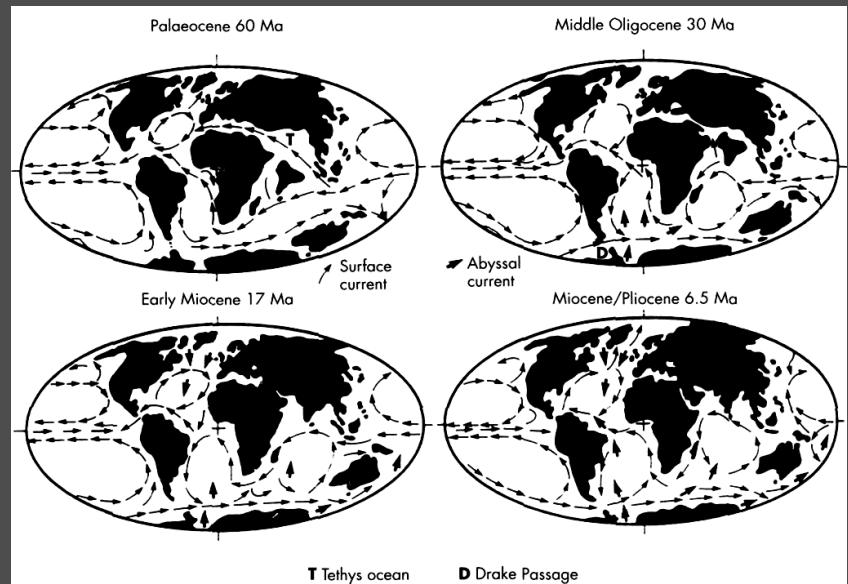 Palaeocene 60 Ma
Middle Oligocene 30 Ma
T
D
Surface
current
Abyssal
current
Early Miocene 17 Ma
Miocene/Pliocene 6.5 Ma
T Tethys ocean
D Drake Passage